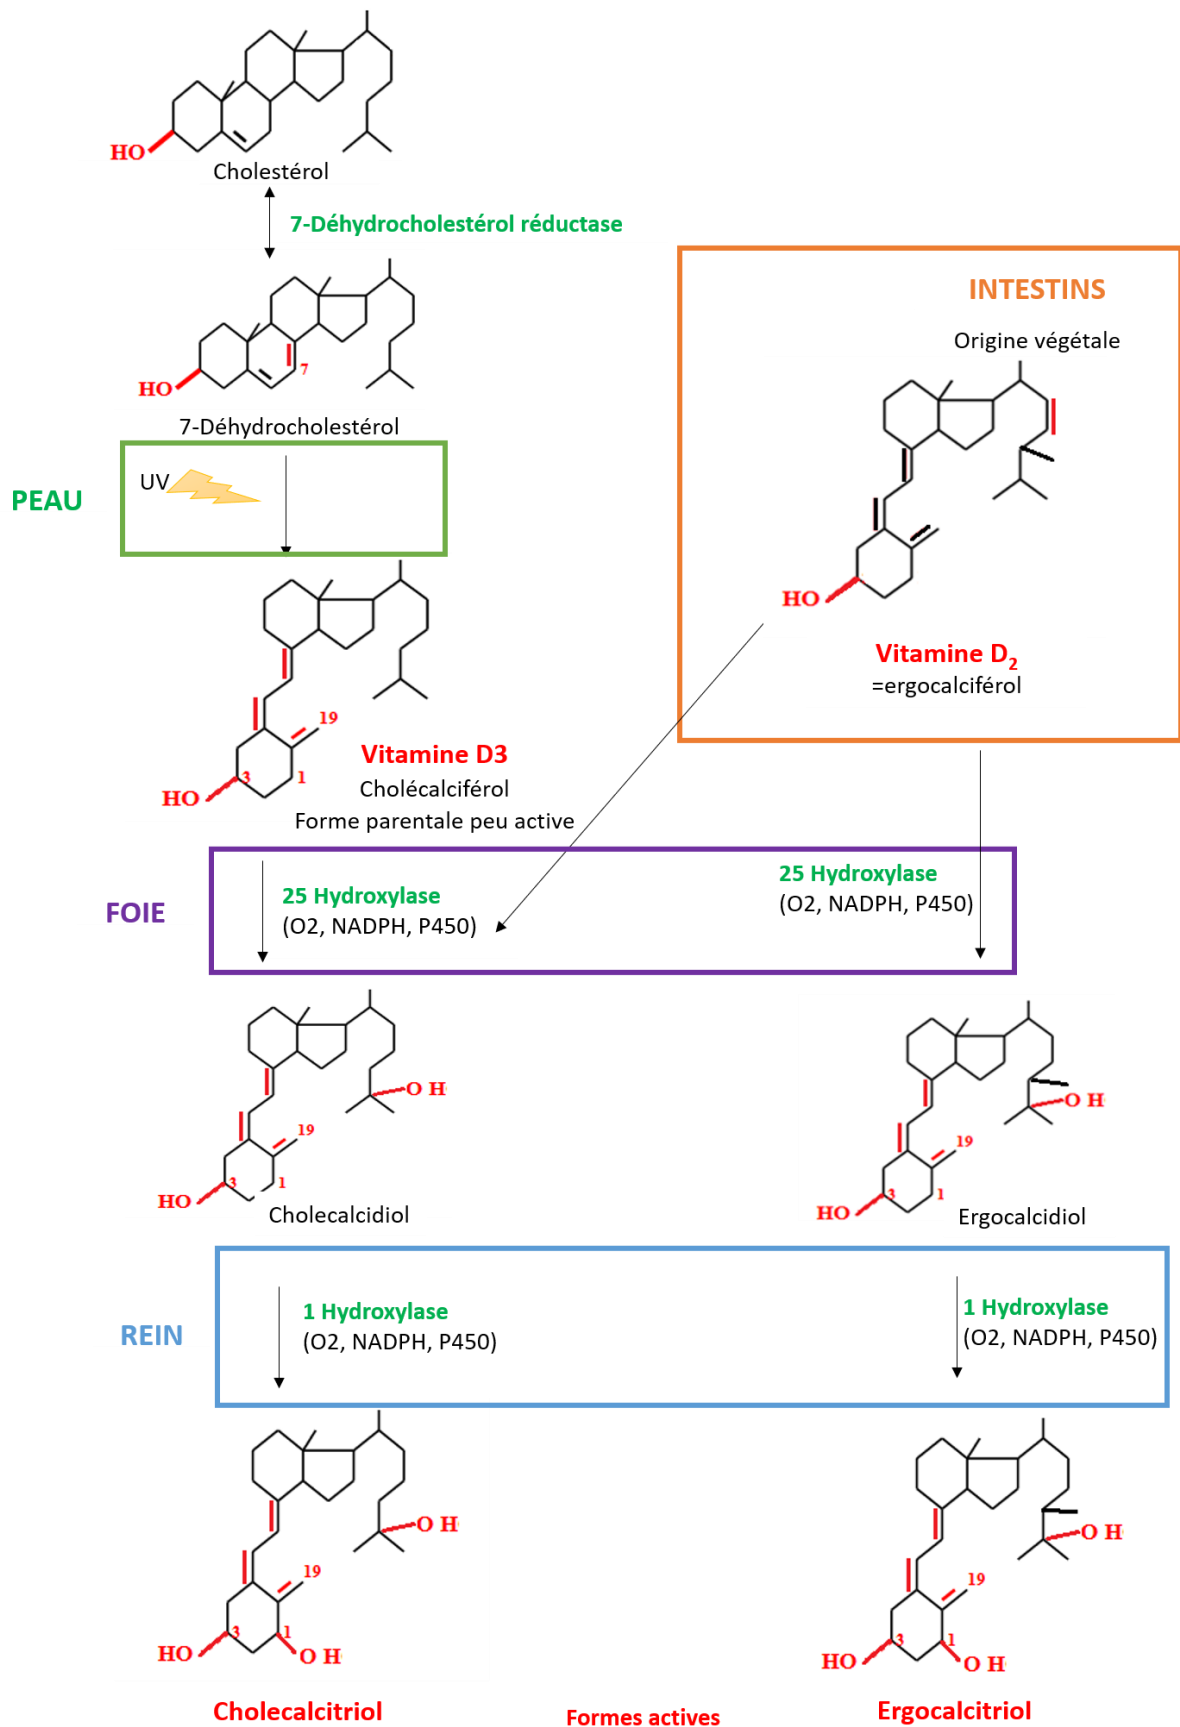 HO
Cholestérol
7-Déhydrocholestérol réductase
7
HO
7-Déhydrocholestérol
PEAU
UV
INTESTINS
Origine végétale
HO
Vitamine D2
=ergocalciférol
19
3
1
HO
Vitamine D3
Cholécalciférol
Forme parentale peu active
FOIE
25 Hydroxylase
(O2, NADPH, P450)
25 Hydroxylase
(O2, NADPH, P450)
O H
19
3
1
HO
Cholecalcidiol
O H
19
3
1
HO
Ergocalcidiol
REIN
1 Hydroxylase
(O2, NADPH, P450)
1 Hydroxylase
(O2, NADPH, P450)
O H
19
3
1
HO
O H
Cholecalcitriol
O H
19
3
1
HO
O H
Ergocalcitriol
Formes actives